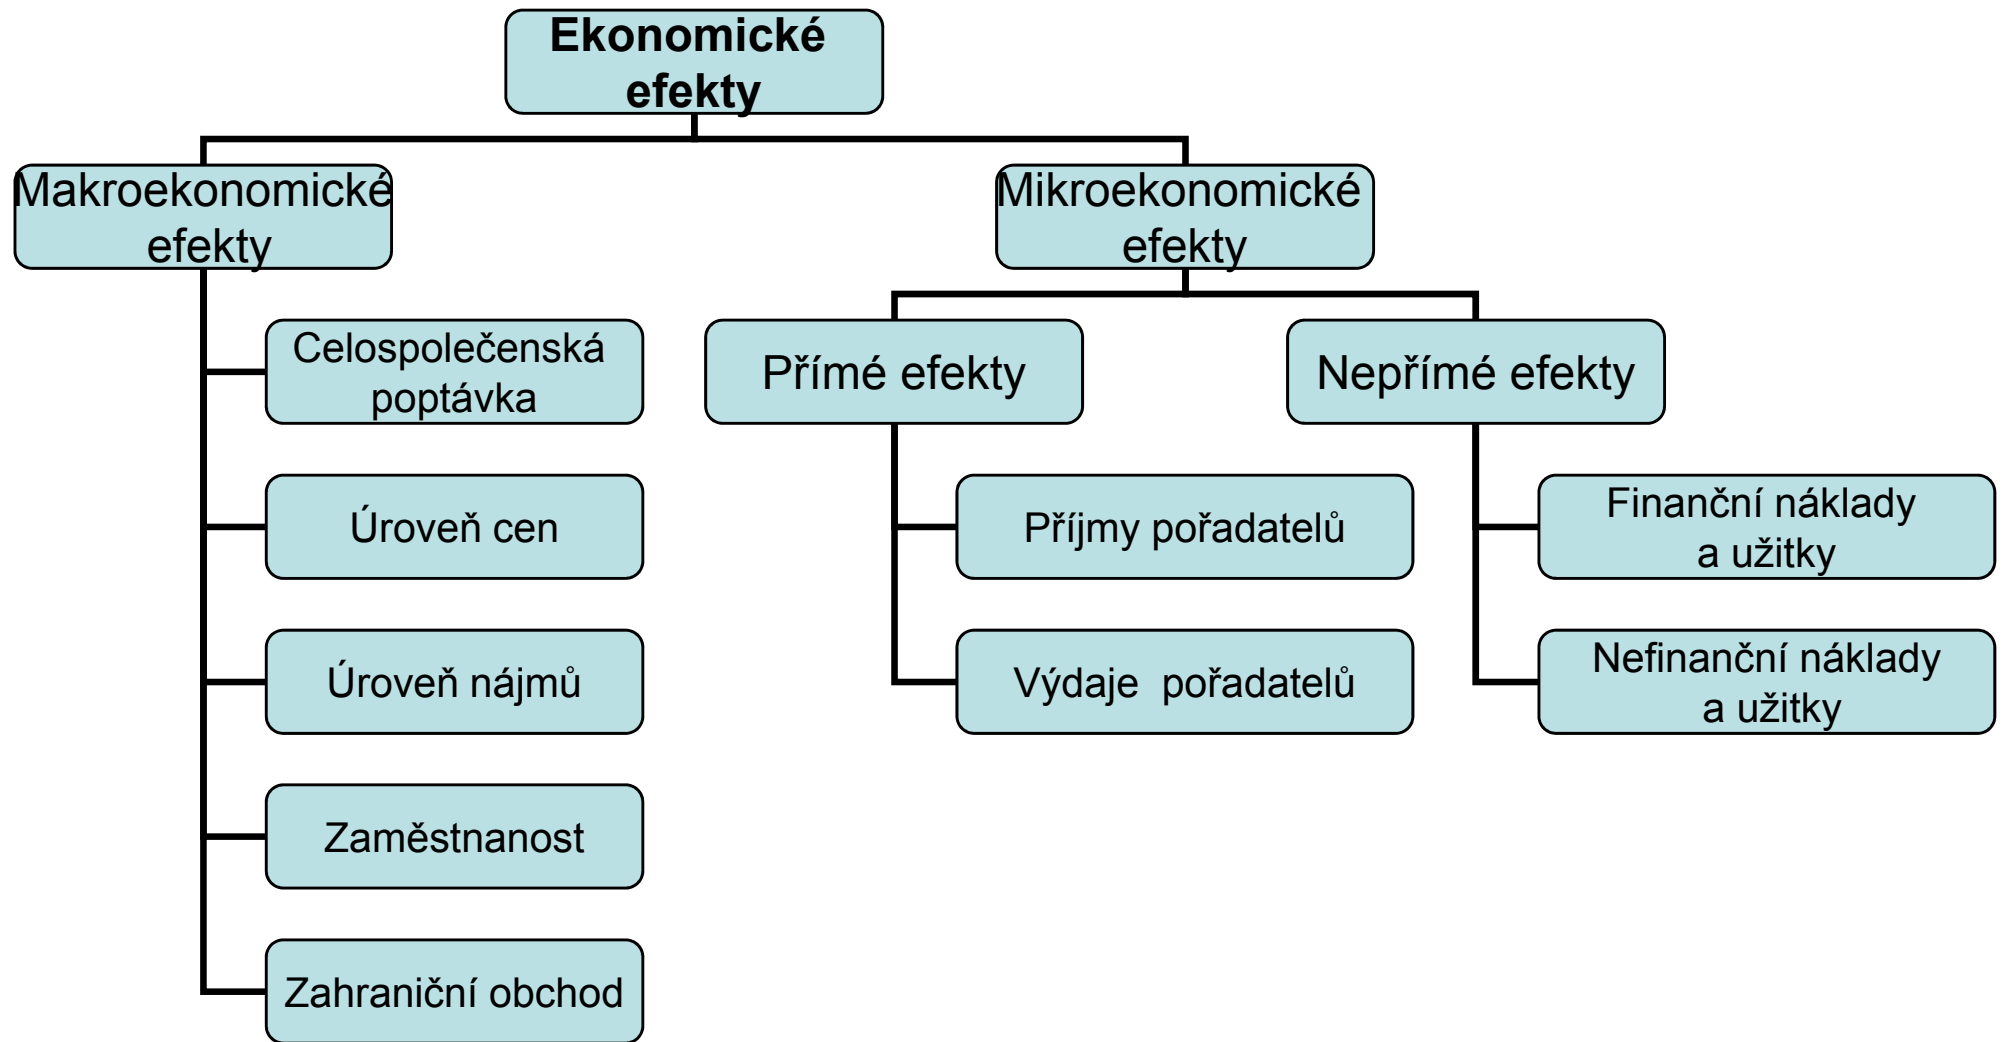 Ekonomické
efekty
Makroekonomické
efekty
Mikroekonomické
efekty
Celospolečenská
poptávka
Úroveň cen
Úroveň nájmů
Zaměstnanost
Zahraniční obchod
Přímé efekty
Příjmy pořadatelů
Výdaje  pořadatelů
Nepřímé efekty
Finanční náklady
a užitky
Nefinanční náklady
a užitky